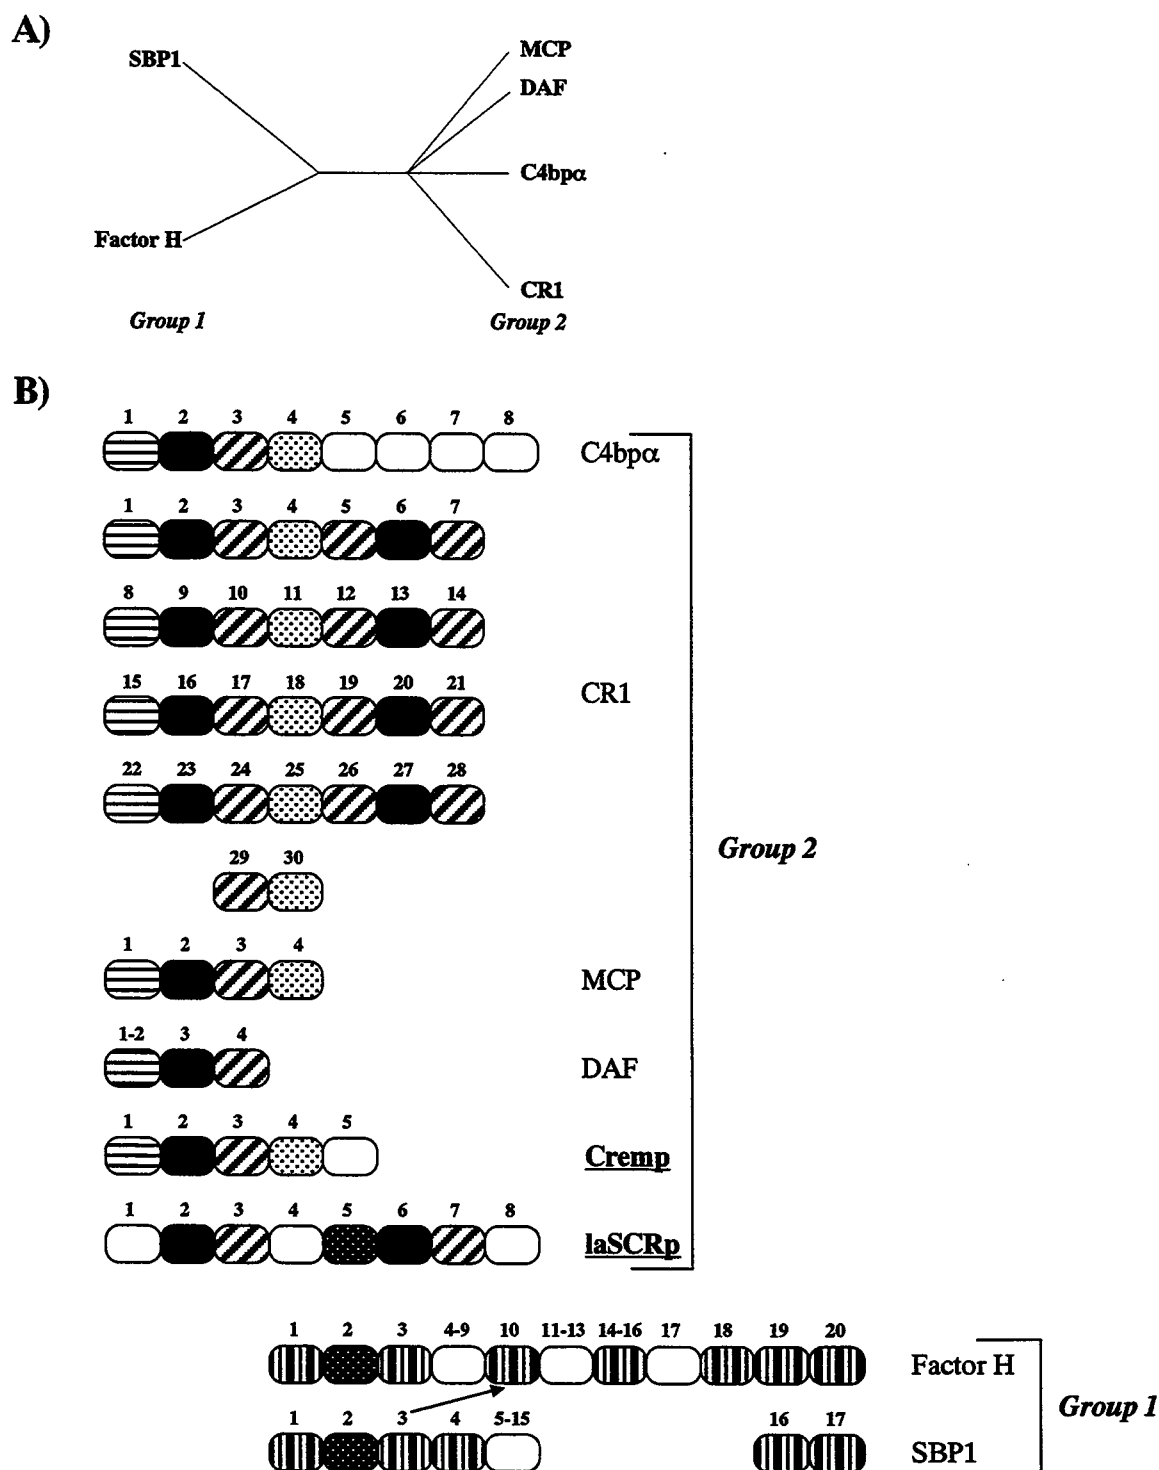 A)
SBP1
MCP
DAF
C4bpα
Factor H
CR1
Group 1
Group 2
B)
1 2 3 4 5 6 7 8
C4bpα
1 2 3 4 5 6 7
8 9 10 11 12 13 14
15 16 17 18 19 20 21
CR1
22 23 24 25 26 27 28
Group 2
29 30
1 2 3 4
MCP
1-2 3 4
DAF
1 2 3 4 5
Cremp
1 2 3 4 5 6 7 8
laSCRp
1 2 3 4-9 10 11-13 14-16 17 18 19 20
Factor H
Group 1
1 2 3 4 5-15 16 17
SBP1